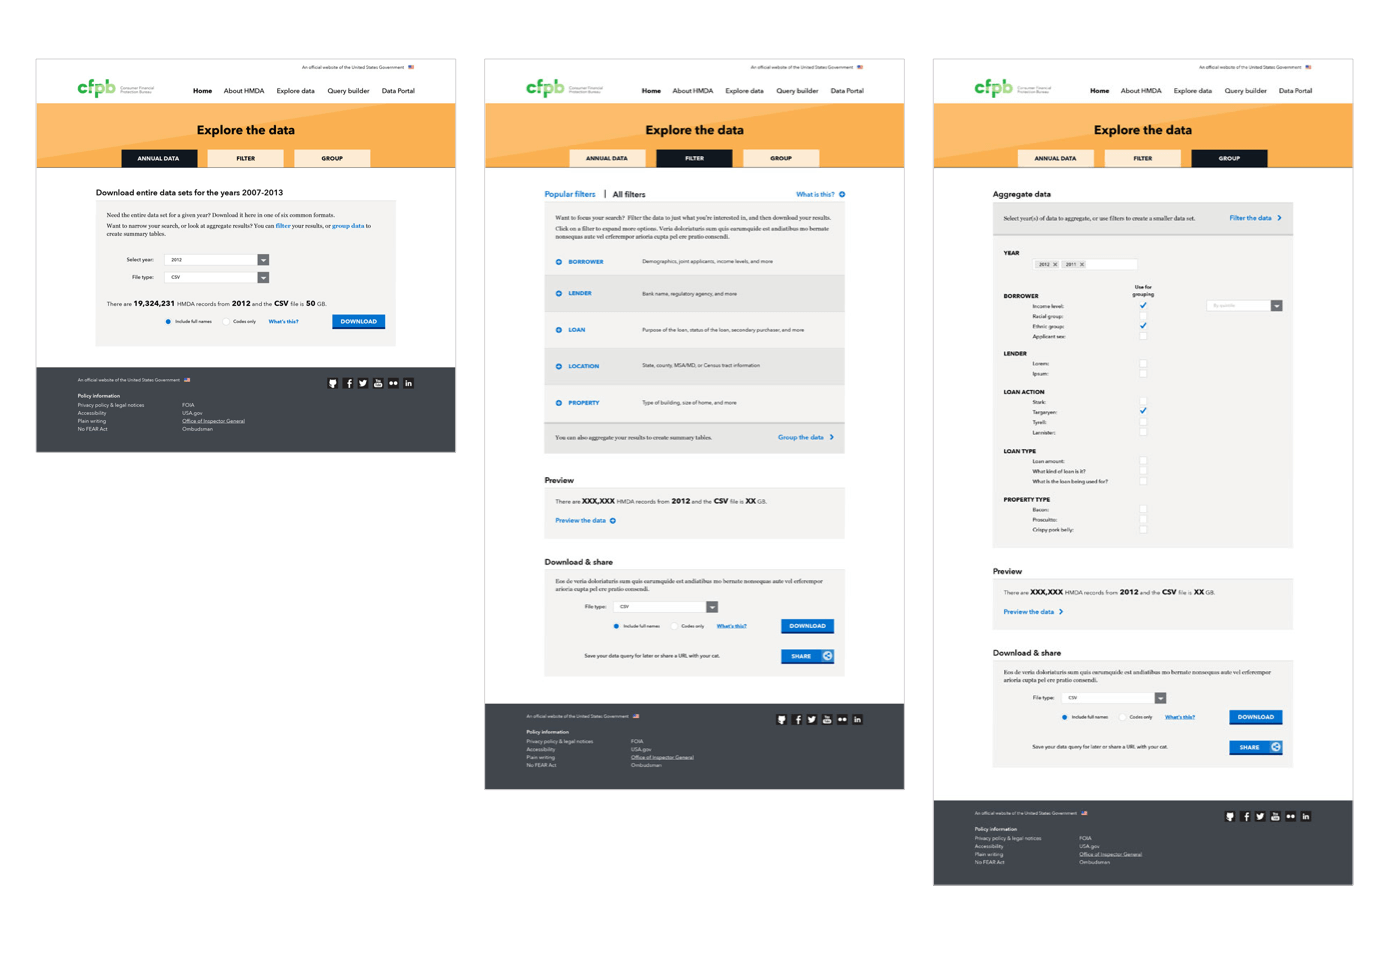 An official website of the United States Government
cfpb Consumer Financial
Protection Bureau
Home About HMDA Explore data Query builder Data Portal
Explore the data
ANNUAL DATA FILTER GROUP
Download entire data sets for the years 2007-2013
Need the entire data set for a given year? Download it here in one of six common formats.
Want to narrow your search, or look at aggregate results? You can filter your results, or group data to
create summary tables.
Select year: 2012
File type: CSV
There are 19,324,231 HMDA records from 2012 and the CSV file is 50 GB.
Include full names Codes only What's this? DOWNLOAD
An official website of the United States Government
Policy information
Privacy policy & legal notices FOIA
Accessibility USA.gov
Plain writing Office of Inspector General
No FEAR Act Ombudsman
An official website of the United States Government
cfpb Consumer Financial
Protection Bureau
Home About HMDA Explore data Query builder Data Portal
Explore the data
ANNUAL DATA FILTER GROUP
Popular filters | All filters What is this?
Want to focus your search? Filter the data to just what you're interested in, and then download your results.
Click on a filter to expand more options. Veria doloriaturis sum quis earumquide est andiatibus mo bernate
nonsequas aute vel erferempor arioria cupta pel ere pratio consendi.
BORROWER Demographics, joint applicants, income levels, and more
LENDER Bank name, regulatory agency, and more
LOAN Purpose of the loan, status of the loan, secondary purchaser, and more
LOCATION State, county, MSA/MD, or Census tract information
PROPERTY Type of building, size of home, and more
You can also aggregate your results to create summary tables. Group the data
Preview
There are XXX,XXX HMDA records from 2012 and the CSV file is XX GB.
Preview the data
Download & share
Eos de veria doloriaturis sum quis earumquide est andiatibus mo bernate nonsequas aute vel erferempor
arioria cupta pel ere pratio consendi.
File type: CSV
Include full names Codes only What's this? DOWNLOAD
Save your data query for later or share a URL with your cat. SHARE
An official website of the United States Government
Policy information
Privacy policy & legal notices FOIA
Accessibility USA.gov
Plain writing Office of Inspector General
No FEAR Act Ombudsman
An official website of the United States Government
cfpb Consumer Financial
Protection Bureau
Home About HMDA Explore data Query builder Data Portal
Explore the data
ANNUAL DATA FILTER GROUP
Aggregate data
Select year(s) of data to aggregate, or use filters to create a smaller data set. Filter the data
YEAR
2012 X 2011 X
Use for
grouping
BORROWER
Income level: By quintile
Racial group:
Ethnic group:
Applicant sex:
LENDER
Lorem:
Ipsum:
LOAN ACTION
Stark:
Targaryen:
Tyrell:
Lannister:
LOAN TYPE
Loan amount:
What kind of loan is it?
What is the loan being used for?
PROPERTY TYPE
Bacon:
Prosciutto:
Crispy pork belly:
Preview
There are XXX,XXX HMDA records from 2012 and the CSV file is XX GB.
Preview the data
Download & share
Eos de veria doloriaturis sum quis earumquide est andiatibus mo bernate nonsequas aute vel erferempor
arioria cupta pel ere pratio consendi.
File type: CSV
Include full names Codes only What's this? DOWNLOAD
Save your data query for later or share a URL with your cat. SHARE
An official website of the United States Government
Policy information
Privacy policy & legal notices FOIA
Accessibility USA.gov
Plain writing Office of Inspector General
No FEAR Act Ombudsman